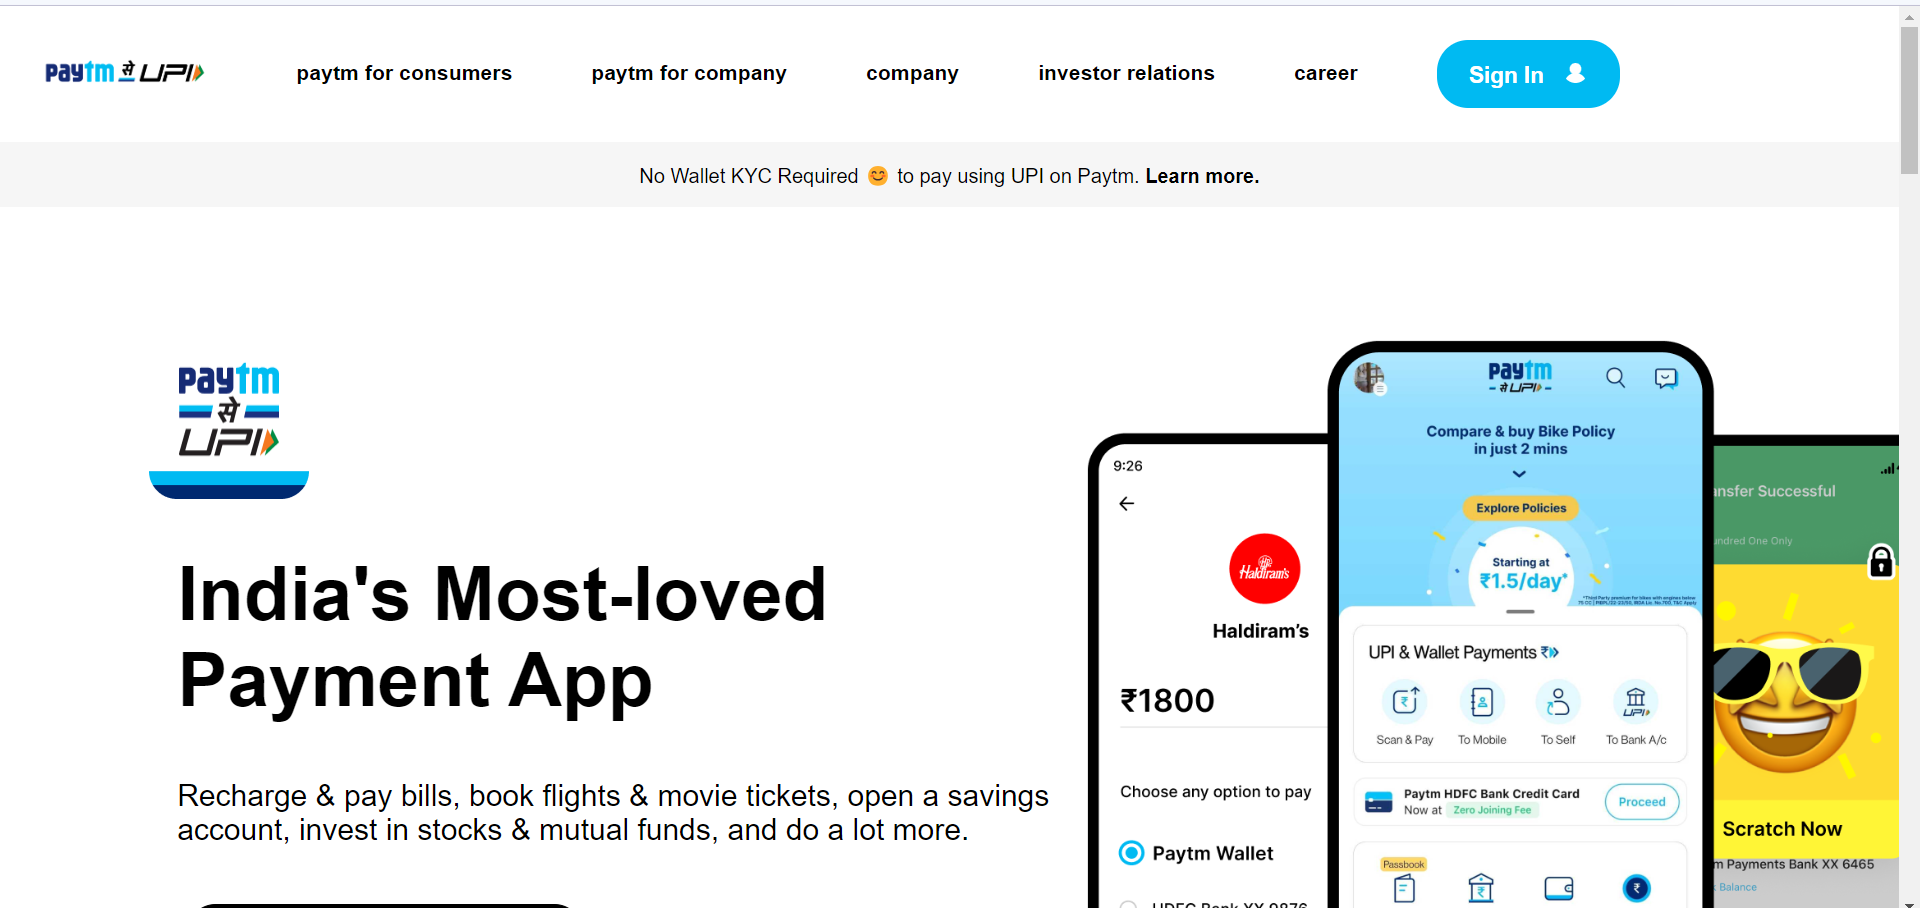 paytm से UPI
paytm for consumers
paytm for company
company
investor relations
career
Sign In
No Wallet KYC Required 😊 to pay using UPI on Paytm. Learn more.
paytm
से
UPI
India's Most-loved
Payment App
Recharge & pay bills, book flights & movie tickets, open a savings
account, invest in stocks & mutual funds, and do a lot more.
9:26
Haldiram's
Haldiram’s
₹1800
Choose any option to pay
Paytm Wallet
HDFC Bank XX 9876
paytm
से UPI
Compare & buy Bike Policy
in just 2 mins
Explore Policies
Starting at
₹1.5/day*
UPI & Wallet Payments
Scan & Pay
To Mobile
To Self
UPI
To Bank A/c
Paytm HDFC Bank Credit Card
Now at Zero Joining Fee
Proceed
Passbook
₹
nsfer Successful
undred One Only
Scratch Now
m Payments Bank XX 6465
Balance